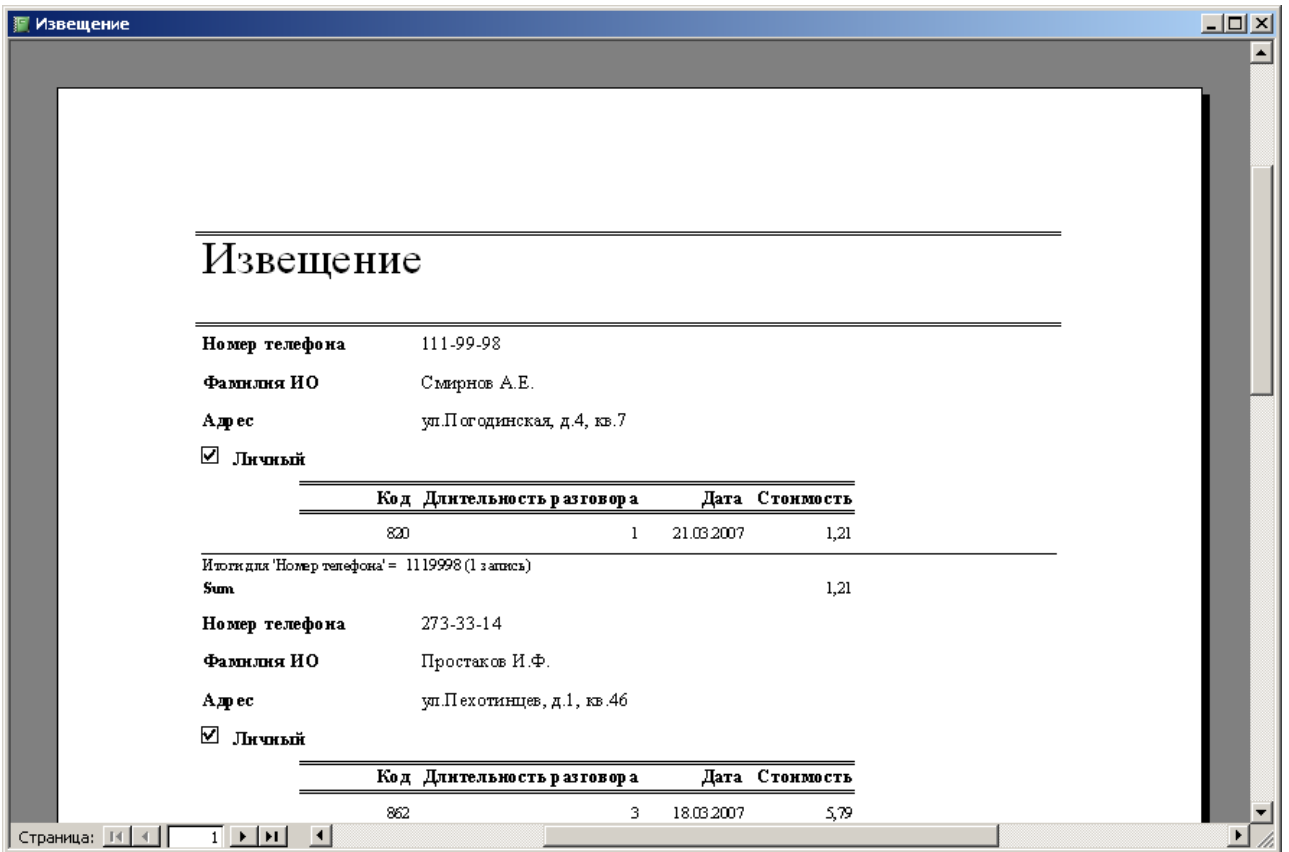 Извещение
Извещение
Номер телефона 111-99-98
Фамилия ИО Смирнов А.Е.
Адрес ул.Погодинская, д.4, кв.7
Личный
Код Длительность разговора Дата Стоимость
820 1 21.03.2007 1,21
Итоги для 'Номер телефона' = 1119998 (1 запись)
Sum 1,21
Номер телефона 273-33-14
Фамилия ИО Простаков И.Ф.
Адрес ул.Пехотинцев, д.1, кв.46
Личный
Код Длительность разговора Дата Стоимость
862 3 18.03.2007 5,79
Страница: 1